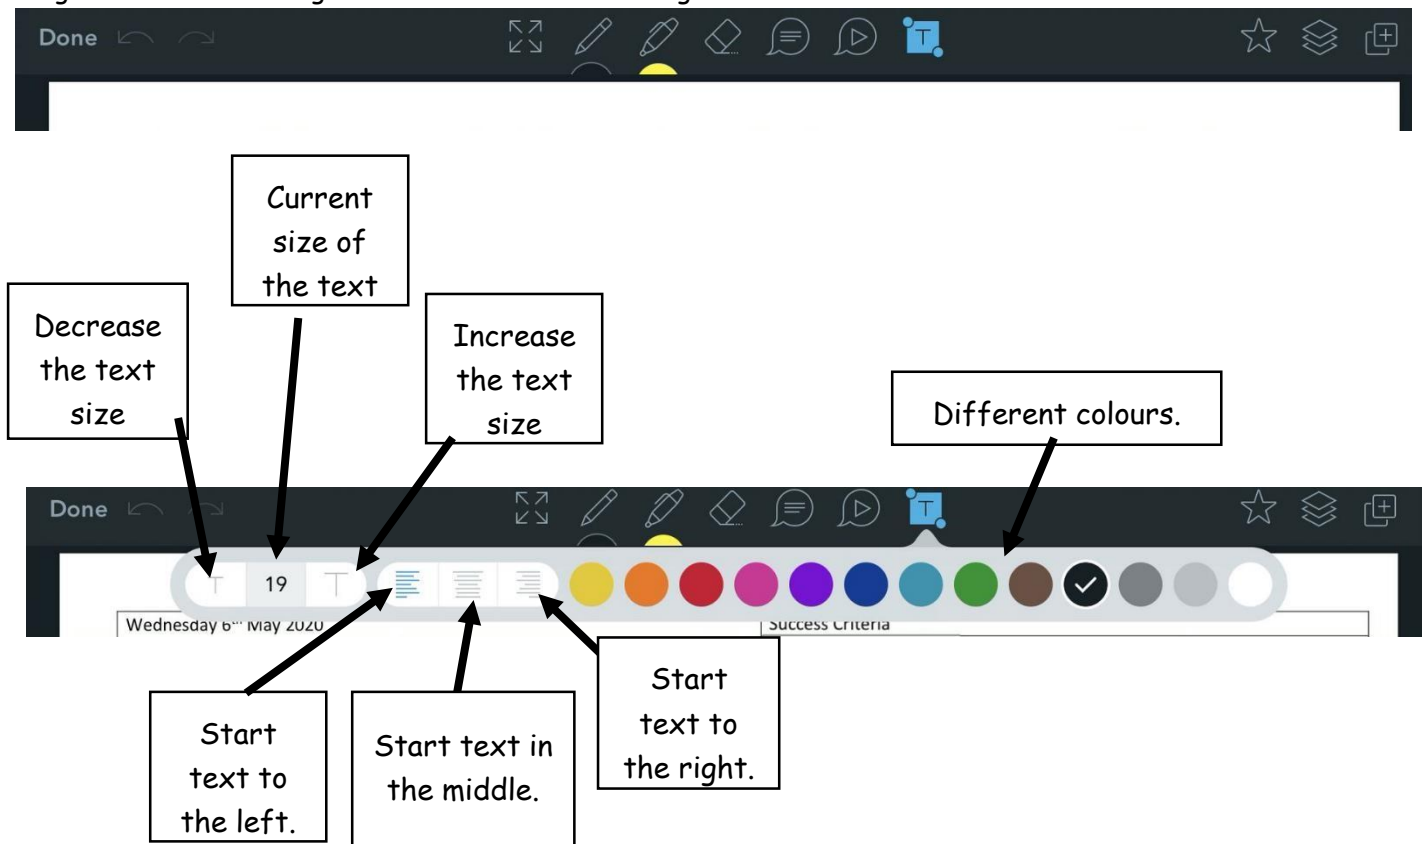 Done
T
Current
size of
the text
Decrease
the text
size
Increase
the text
size
Different colours.
Done
T
T 19 T
Wednesday 6th May 2020
Success Criteria
Start
text to
the left.
Start text in
the middle.
Start
text to
the right.